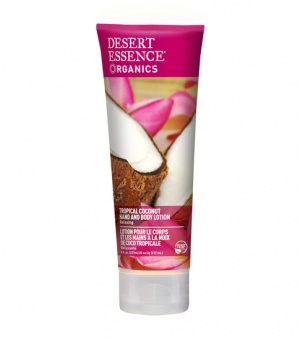 DESERT
ESSENCE®
ORGANICS
TROPICAL COCONUT
HAND AND BODY LOTION
LOTION POUR LE CORPS
ET LES MAINS À LA NOIX
DE COCO TROPICALE